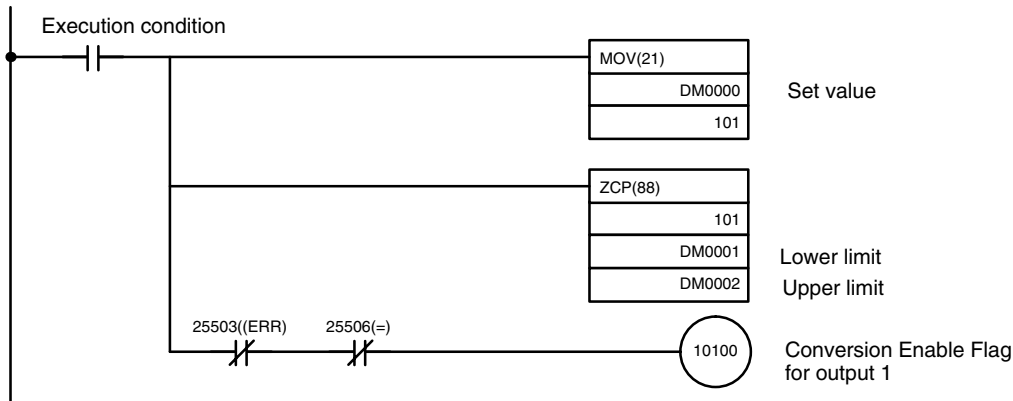 Execution condition
MOV(21)
DM0000
Set value
101
ZCP(88)
101
DM0001
Lower limit
DM0002
Upper limit
25503((ERR)
25506(=)
10100
Conversion Enable Flag
for output 1